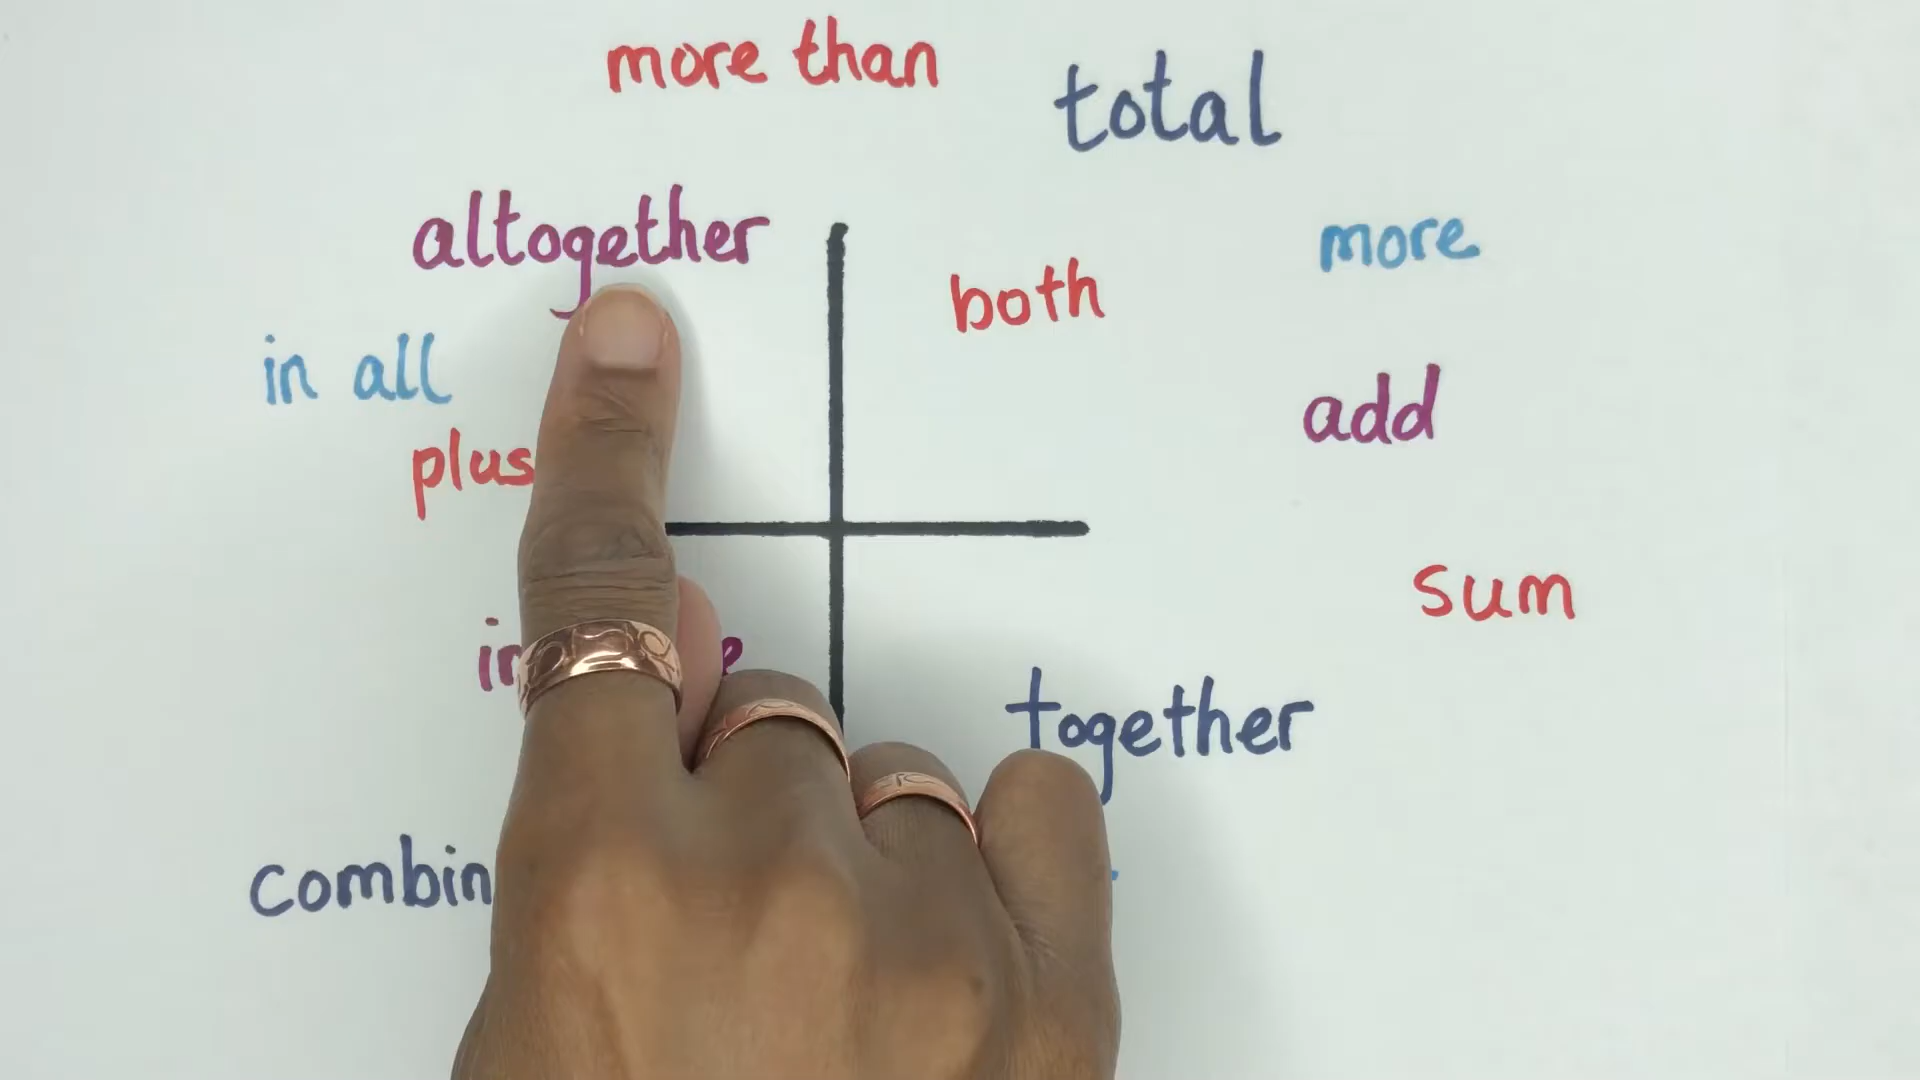 more than
total
altogether
more
both
in all
add
plus
sum
together